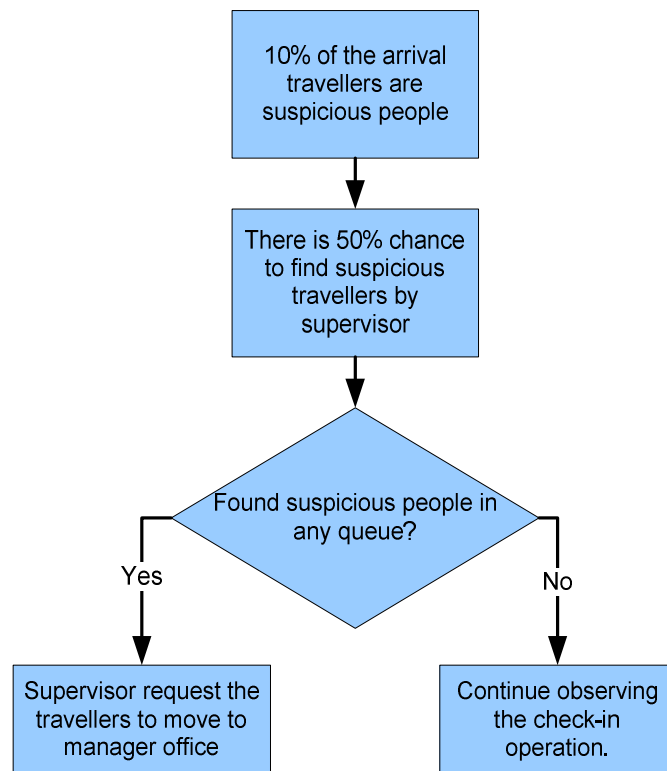 10% of the arrival
travellers are
suspicious people
There is 50% chance
to find suspicious
travellers by
supervisor
Found suspicious people in
any queue?
Yes
No
Supervisor request the
travellers to move to
manager office
Continue observing
the check-in
operation.